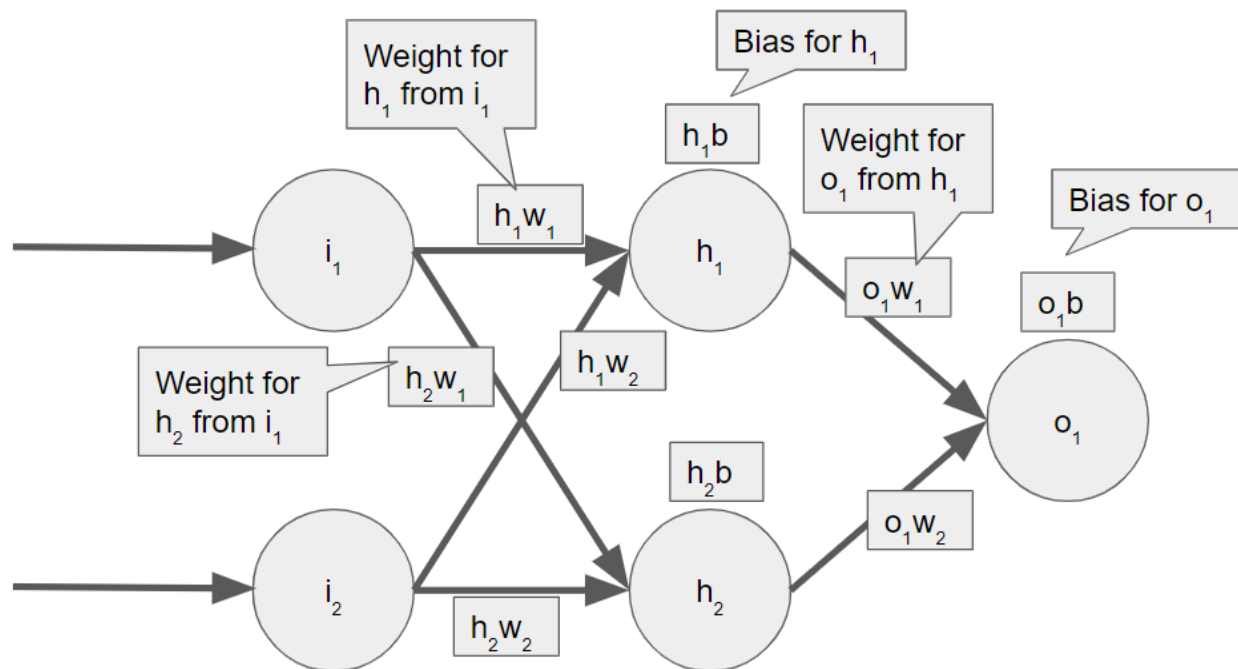 Weight for
h₁ from i₁
Bias for h₁
h₁b
Weight for
o₁ from h₁
Bias for o₁
h₁w₁
i₁
h₁
o₁w₁
o₁b
Weight for
h₂ from i₁
h₂w₁
h₁w₂
o₁
h₂b
o₁w₂
i₂
h₂w₂
h₂